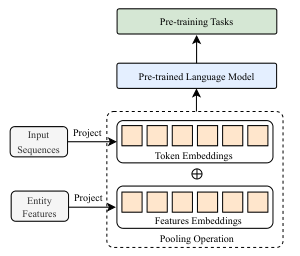 Pre-training Tasks
Pre-trained Language Model
Input
Sequences
Project
Token Embeddings
Entity
Features
Project
Features Embeddings
Pooling Operation